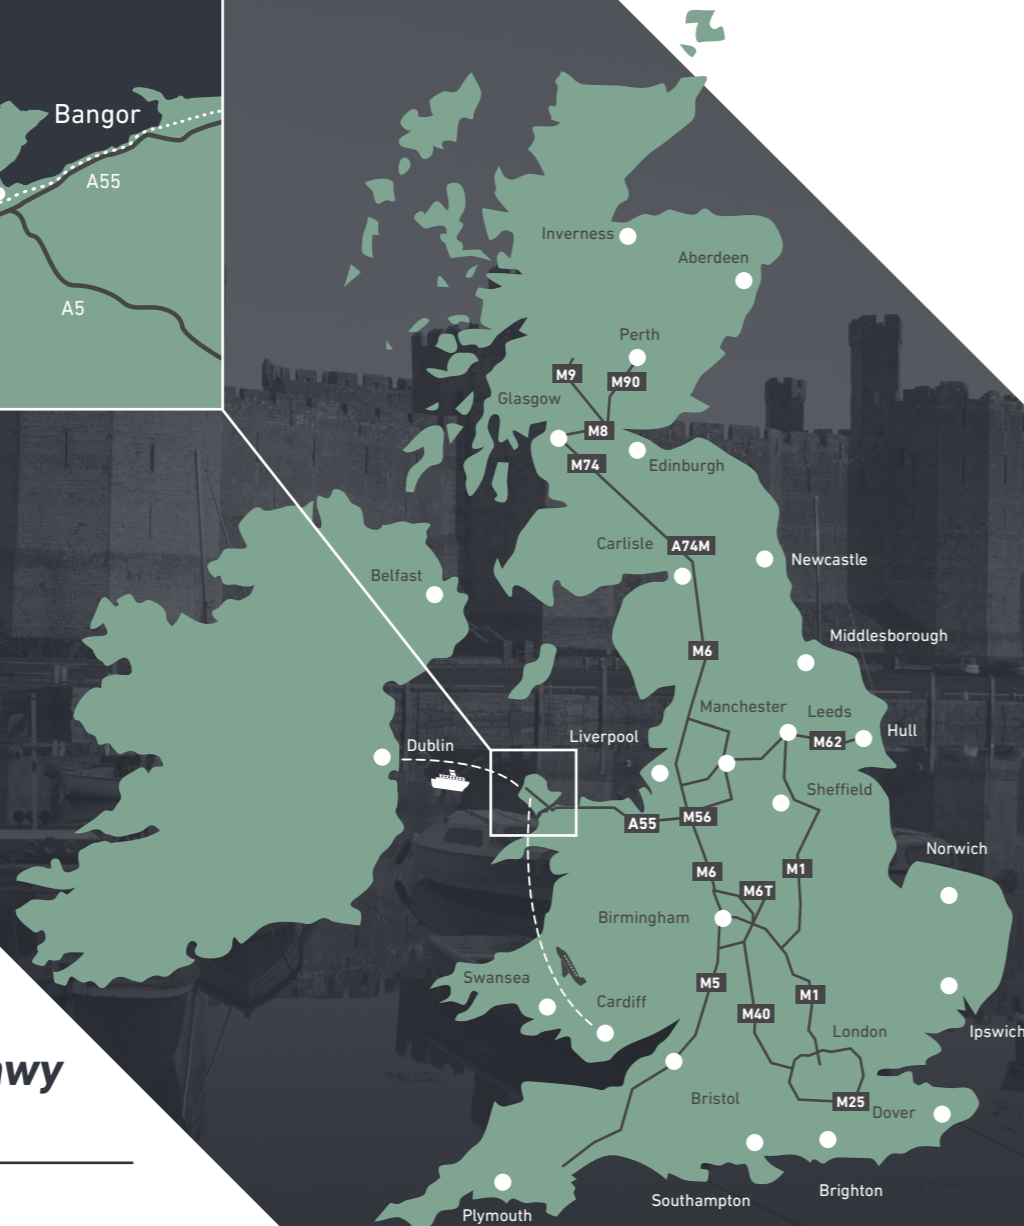 Bangor
A55
A5
Inverness
Aberdeen
Perth
M9
M90
Glasgow
M8
M74
Edinburgh
Carlisle
A74M
Newcastle
Belfast
Middlesborough
M6
Manchester
Leeds
Liverpool
M62
Hull
Dublin
Sheffield
A55
M56
Norwich
M6
M1
M6T
Birmingham
Swansea
M5
M1
Cardiff
M40
London
Ipswich
wy
Bristol
M25
Dover
Brighton
Southampton
Plymouth